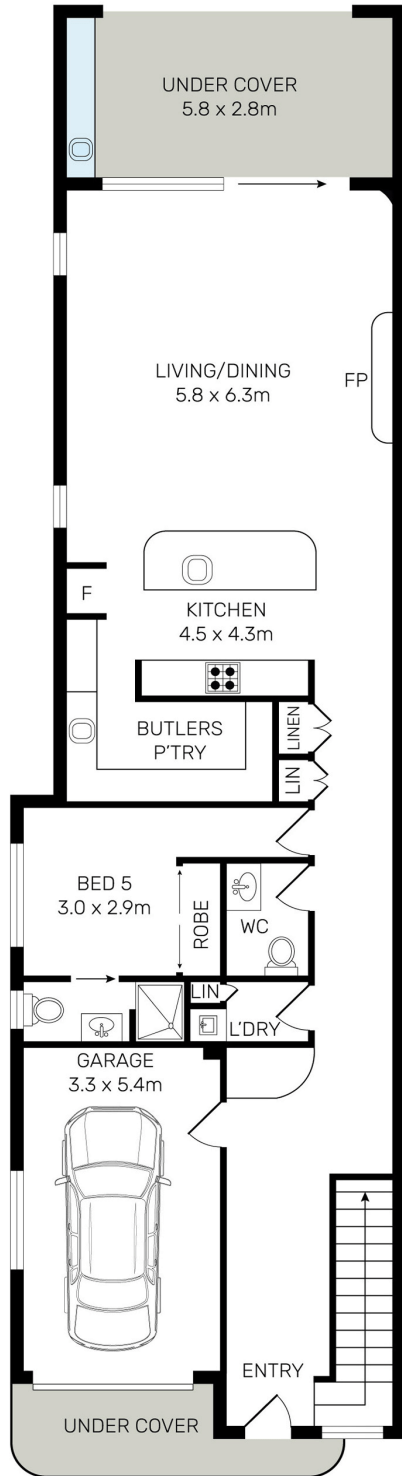 UNDER COVER
5.8 x 2.8m
LIVING/DINING
5.8 x 6.3m
FP
F
KITCHEN
4.5 x 4.3m
BUTLERS
P'TRY
LINEN
LIN
BED 5
3.0 x 2.9m
ROBE
WC
LIN
L'DRY
GARAGE
3.3 x 5.4m
ENTRY
UNDER COVER